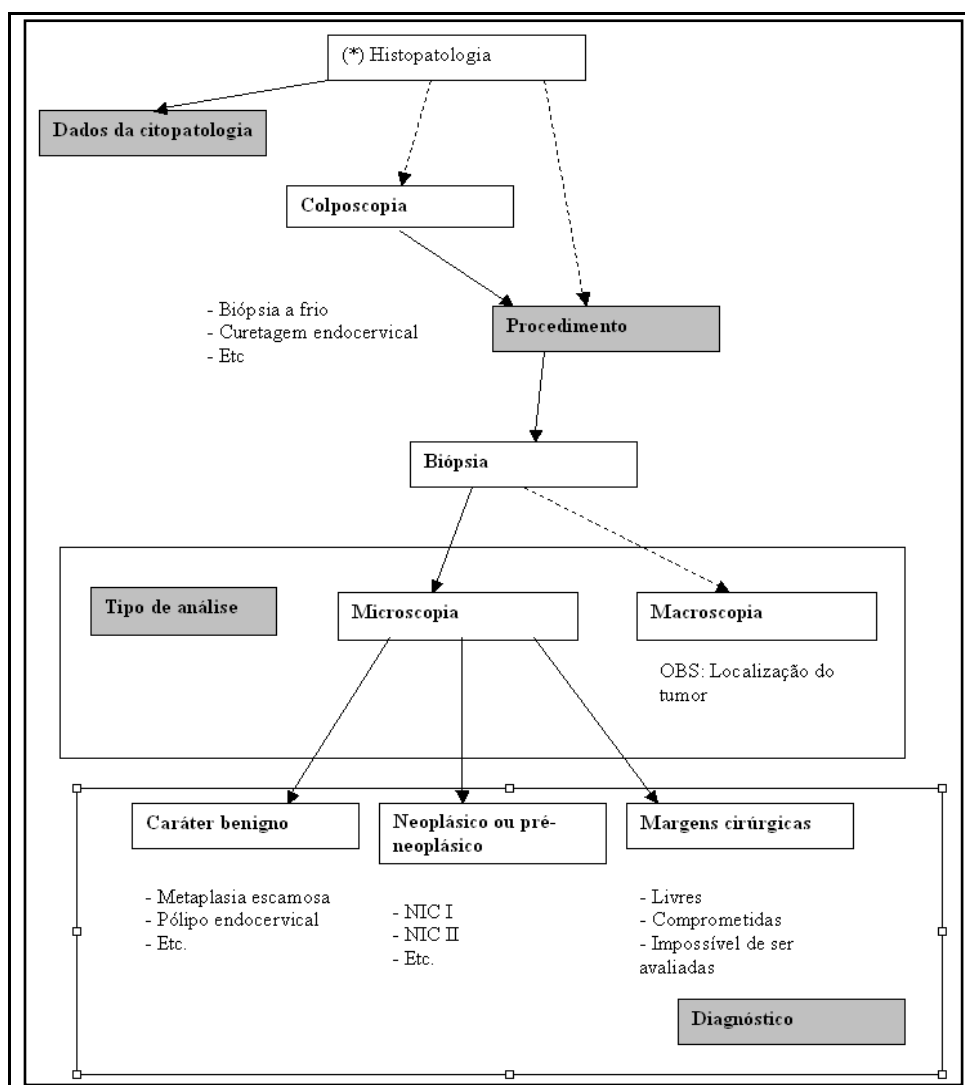 (*) Histopatologia
Dados da citopatologia
Colposcopia
- Biópsia a frio
- Curetagem endocervical
- Etc
Procedimento
Biópsia
Tipo de análise
Microscopia
Macroscopia
OBS: Localização do
tumor
Caráter benigno
- Metaplasia escamosa
- Pólipo endocervical
- Etc.
Neoplásico ou pré-
neoplásico
- NIC I
- NIC II
- Etc.
Margens cirúrgicas
- Livres
- Comprometidas
- Impossível de ser
avaliadas
Diagnóstico